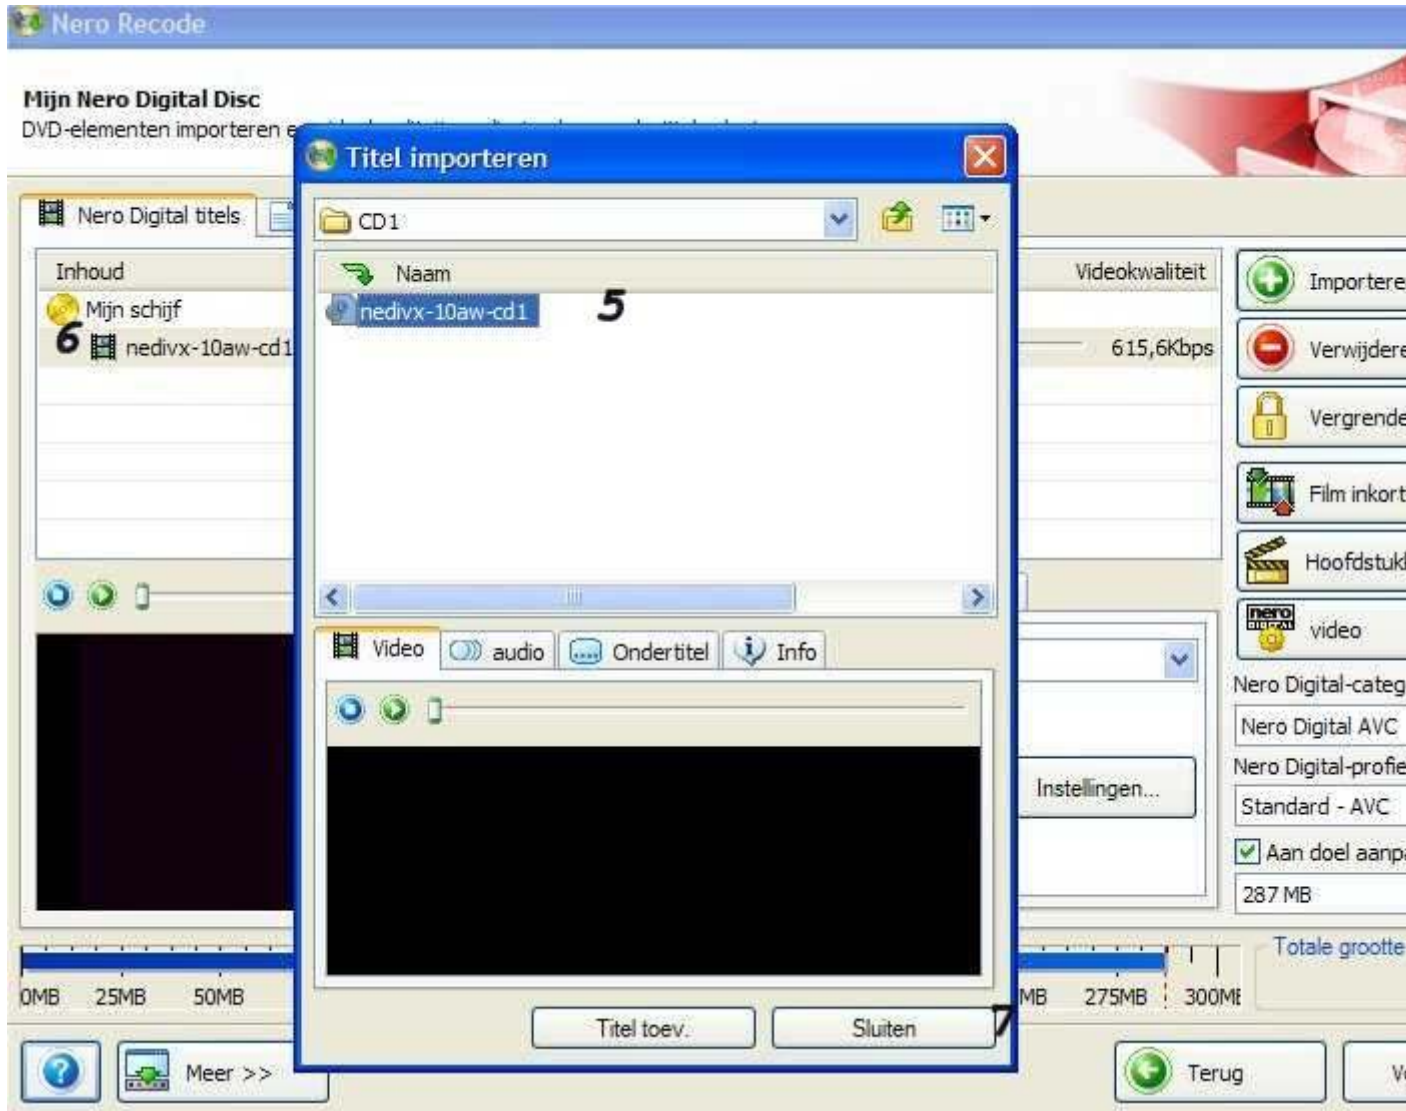 Nero Recode
Mijn Nero Digital Disc
DVD-elementen importeren
Titel importeren
Nero Digital titels
CD1
Inhoud
Naam
Videokwaliteit
Mijn schijf
nedivx-10aw-cd1
5
6
nedivx-10aw-cd1
615,6Kbps
Importere
Verwijdere
Vergrende
Film inkort
Hoofdstukk
nero
DIGITAL
video
Video
audio
Ondertitel
Info
Nero Digital-categ
Nero Digital AVC
Nero Digital-profie
Standard - AVC
Instellingen...
Aan doel aanpa
287 MB
Totale grootte
0MB
25MB
50MB
MB
275MB
300MB
Titel toev.
Sluiten
7
?
Meer >>
Terug